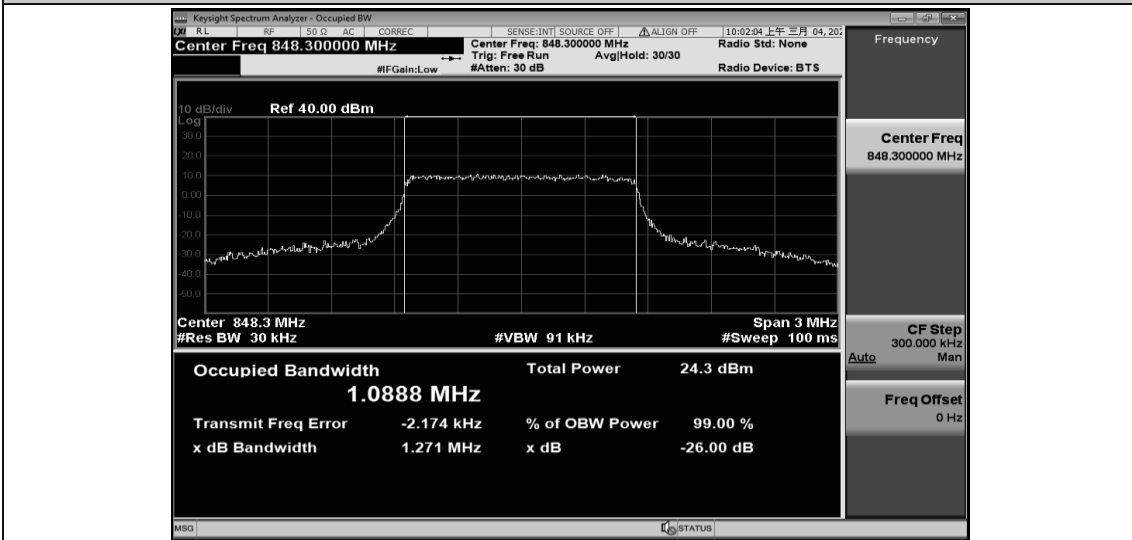 Keysight Spectrum Analyzer - Occupied BW
LXI RL RF 50 Ω AC CORREC SENSE:INT SOURCE OFF ALIGN OFF 10:02:04 上午 三月 04, 202
Center Freq 848.300000 MHz
Center Freq: 848.300000 MHz Radio Std: None
Trig: Free Run Avg|Hold: 30/30
#IFGain:Low #Atten: 30 dB Radio Device: BTS
Frequency
10 dB/div Ref 40.00 dBm
Log
30.0
20.0
10.0
0.00
-10.0
-20.0
-30.0
-40.0
-50.0
Center 848.3 MHz Span 3 MHz
#Res BW 30 kHz #VBW 91 kHz #Sweep 100 ms
Center Freq
848.300000 MHz
CF Step
300.000 kHz
Auto Man
Freq Offset
0 Hz
Occupied Bandwidth Total Power 24.3 dBm
1.0888 MHz
Transmit Freq Error -2.174 kHz % of OBW Power 99.00 %
x dB Bandwidth 1.271 MHz x dB -26.00 dB
MSG STATUS